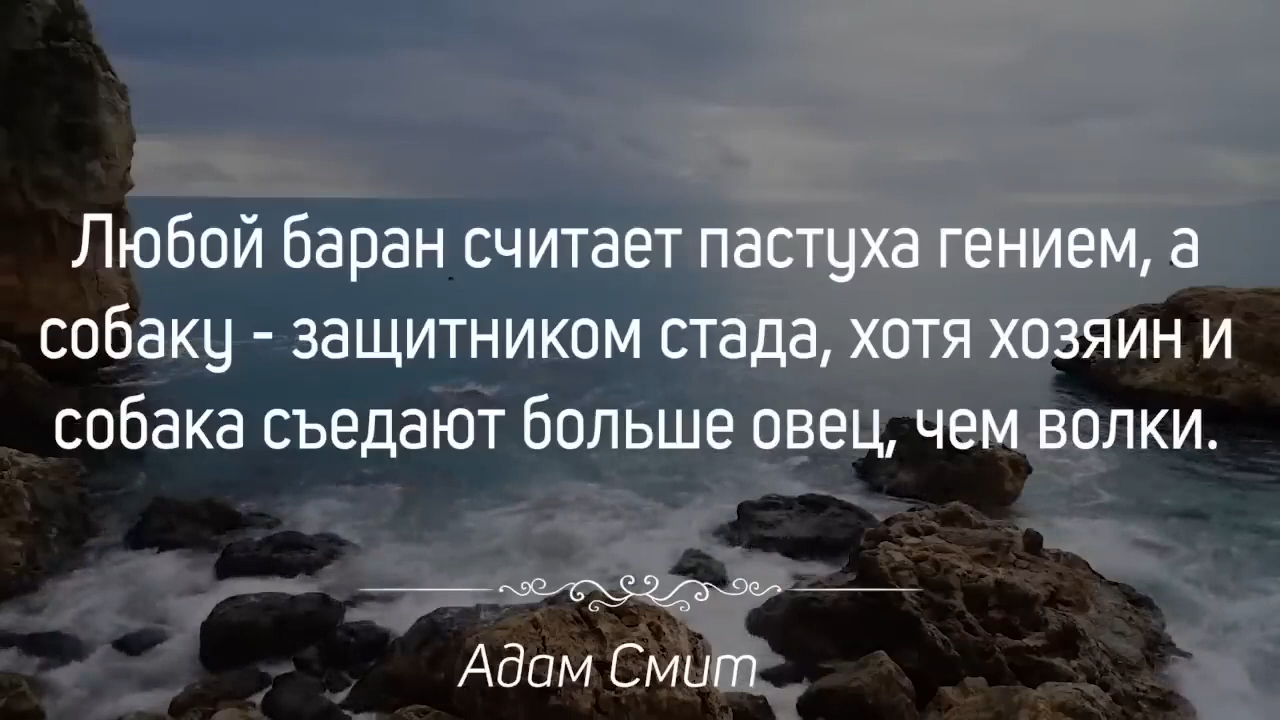 Любой баран считает пастуха гением, а
собаку - защитником стада, хотя хозяин и
собака съедают больше овец, чем волки.
Адам Смит